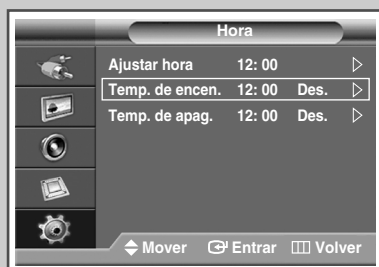 Hora
Ajustar hora 12: 00
Temp. de encen. 12: 00 Des.
Temp. de apag. 12: 00 Des.
Mover Entrar Volver